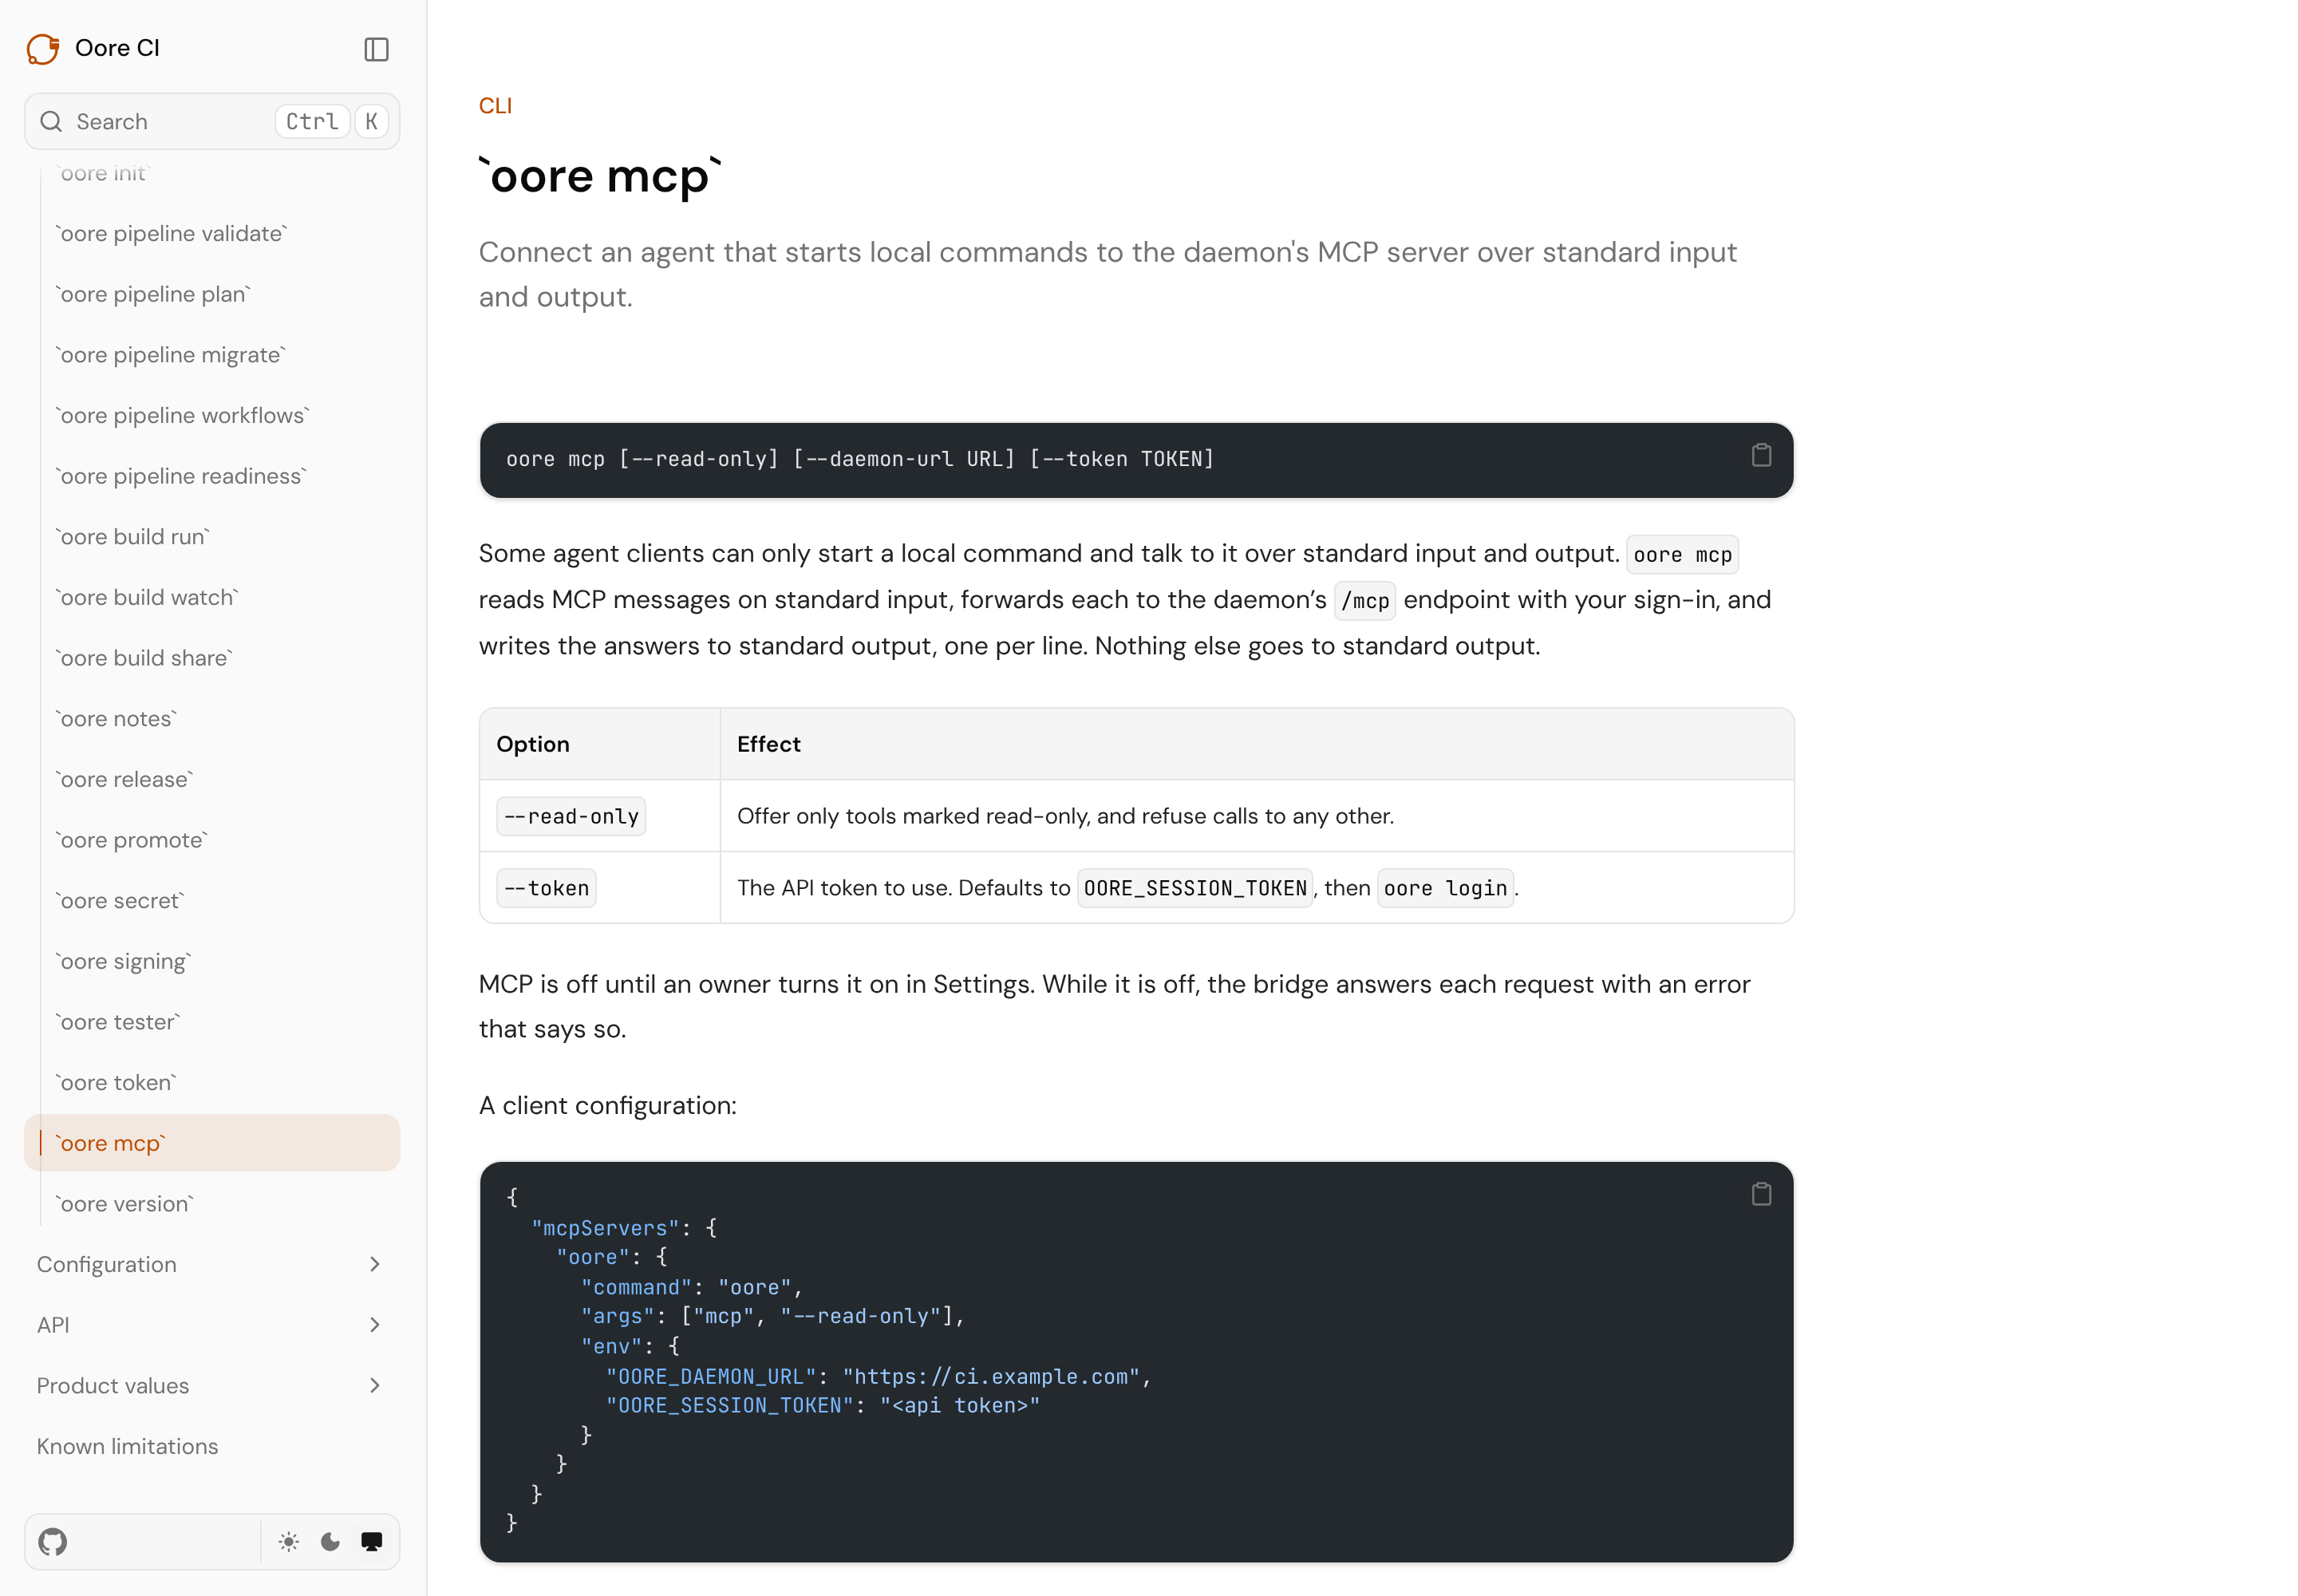 Oore CI
Search Ctrl K
`oore init`
`oore pipeline validate`
`oore pipeline plan`
`oore pipeline migrate`
`oore pipeline workflows`
`oore pipeline readiness`
`oore build run`
`oore build watch`
`oore build share`
`oore notes`
`oore release`
`oore promote`
`oore secret`
`oore signing`
`oore tester`
`oore token`
`oore mcp`
`oore version`
Configuration
API
Product values
Known limitations
CLI
`oore mcp`
Connect an agent that starts local commands to the daemon's MCP server over standard input
and output.
oore mcp [--read-only] [--daemon-url URL] [--token TOKEN]
Some agent clients can only start a local command and talk to it over standard input and output. oore mcp
reads MCP messages on standard input, forwards each to the daemon’s /mcp endpoint with your sign-in, and
writes the answers to standard output, one per line. Nothing else goes to standard output.
Option Effect
--read-only Offer only tools marked read-only, and refuse calls to any other.
--token The API token to use. Defaults to OORE_SESSION_TOKEN, then oore login.
MCP is off until an owner turns it on in Settings. While it is off, the bridge answers each request with an error
that says so.
A client configuration:
{
  "mcpServers": {
    "oore": {
      "command": "oore",
      "args": ["mcp", "--read-only"],
      "env": {
        "OORE_DAEMON_URL": "https://ci.example.com",
        "OORE_SESSION_TOKEN": "<api token>"
      }
    }
  }
}